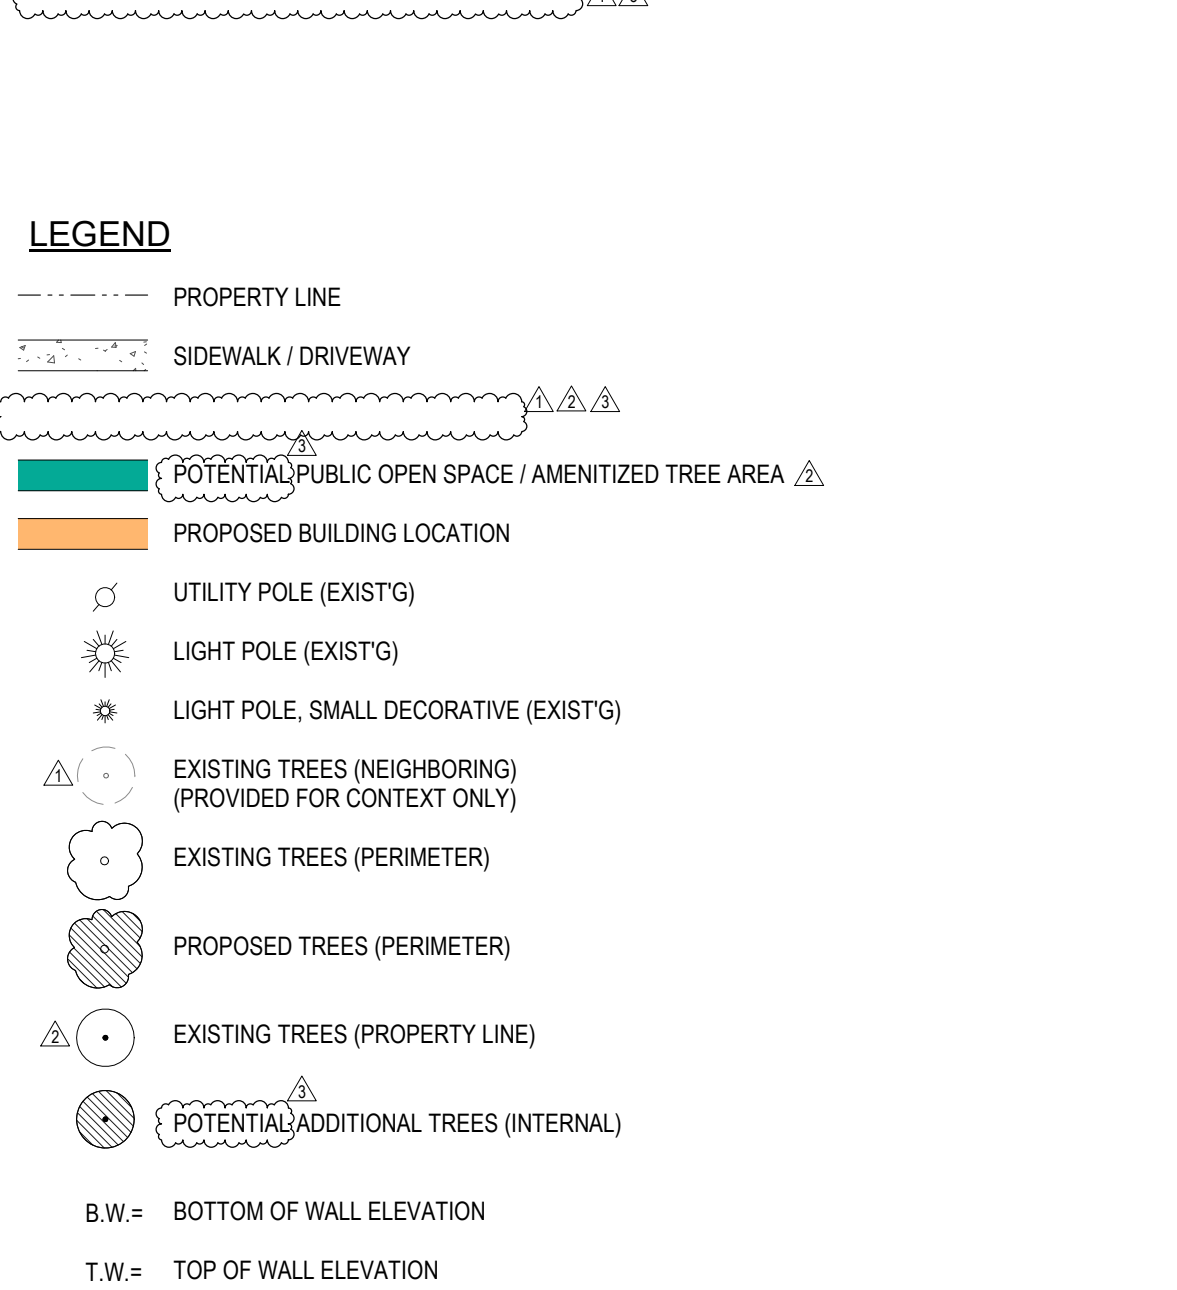 LEGEND
PROPERTY LINE
SIDEWALK / DRIVEWAY
1 2 3
3
POTENTIAL PUBLIC OPEN SPACE / AMENITIZED TREE AREA 2
PROPOSED BUILDING LOCATION
UTILITY POLE (EXIST'G)
LIGHT POLE (EXIST'G)
LIGHT POLE, SMALL DECORATIVE (EXIST'G)
1 EXISTING TREES (NEIGHBORING)
(PROVIDED FOR CONTEXT ONLY)
EXISTING TREES (PERIMETER)
PROPOSED TREES (PERIMETER)
2 EXISTING TREES (PROPERTY LINE)
3
POTENTIAL ADDITIONAL TREES (INTERNAL)
B.W.= BOTTOM OF WALL ELEVATION
T.W.= TOP OF WALL ELEVATION